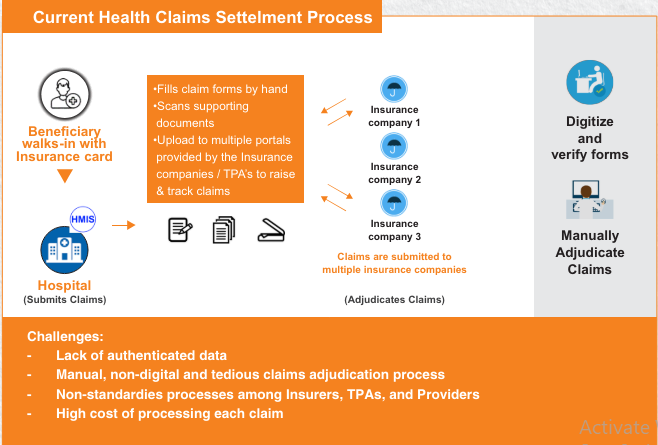 Current Health Claims Settelment Process
Beneficiary
walks-in with
Insurance card
HMIS
Hospital
(Submits Claims)
•Fills claim forms by hand
•Scans supporting
documents
•Upload to multiple portals
provided by the Insurance
companies / TPA's to raise
& track claims
Insurance
company 1
Insurance
company 2
Insurance
company 3
Claims are submitted to
multiple insurance companies
(Adjudicates Claims)
Digitize
and
verify forms
Manually
Adjudicate
Claims
Challenges:
- Lack of authenticated data
- Manual, non-digital and tedious claims adjudication process
- Non-standardies processes among Insurers, TPAs, and Providers
- High cost of processing each claim
Activate